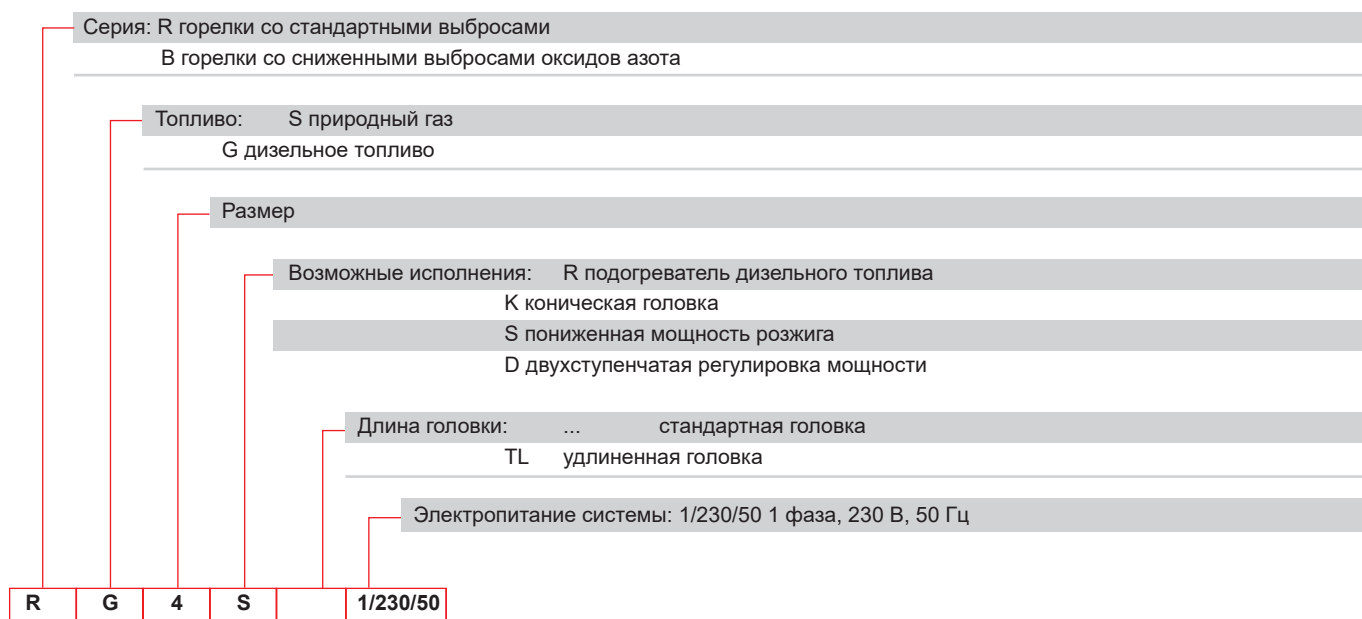 Серия: R горелки со стандартными выбросами
B горелки со сниженными выбросами оксидов азота
Топливо: S природный газ
G дизельное топливо
Размер
Возможные исполнения: R подогреватель дизельного топлива
K коническая головка
S пониженная мощность розжига
D двухступенчатая регулировка мощности
Длина головки: ... стандартная головка
TL удлиненная головка
Электропитание системы: 1/230/50 1 фаза, 230 В, 50 Гц
R G 4 S 1/230/50